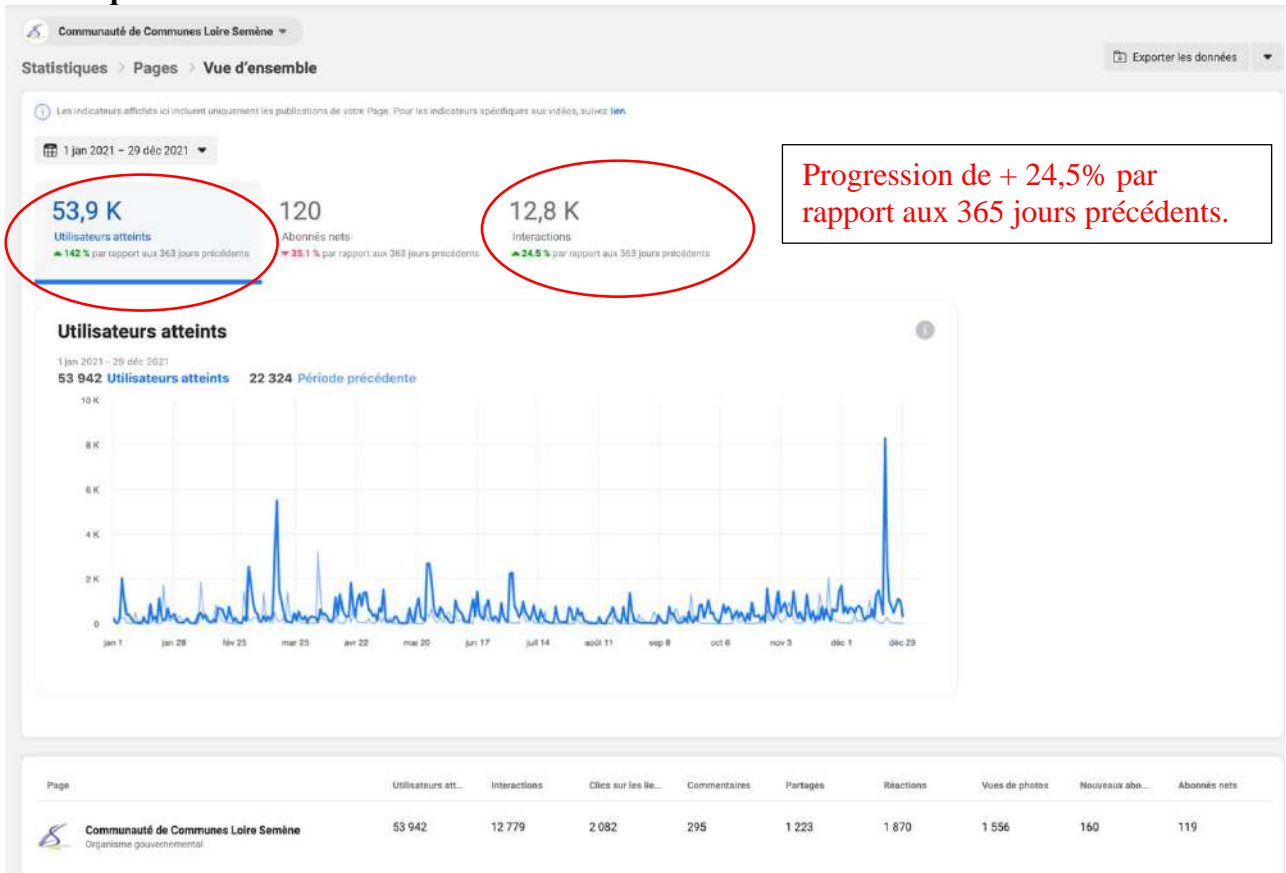 Communauté de Communes Loire Semène
Exporter les données
Statistiques > Pages > Vue d'ensemble
Les indicateurs affichés ici incluent uniquement les publications de votre Page. Pour les indicateurs spécifiques aux vidéos, suivez lien.
1 jan 2021 – 29 déc 2021
Progression de + 24,5% par
rapport aux 365 jours précédents.
53,9 K
Utilisateurs atteints
142 % par rapport aux 363 jours précédents
120
Abonnés nets
35.1 % par rapport aux 363 jours précédents
12,8 K
Interactions
24.5 % par rapport aux 363 jours précédents
Utilisateurs atteints
1 jan 2021 – 28 déc 2021
53 942 Utilisateurs atteints 22 324 Période précédente
10 K
8 K
6 K
4 K
2 K
0
jan 1 jan 28 fév 25 mar 25 avr 22 mai 20 jun 17 juil 14 août 11 sep 8 oct 6 nov 3 déc 1 déc 29
Page Utilisateurs att... Interactions Clics sur les lie... Commentaires Partages Réactions Vues de photos Nouveaux abo... Abonnés nets
Communauté de Communes Loire Semène 53 942 12 779 2 082 295 1 223 1 870 1 556 160 119
Organisme gouvernemental